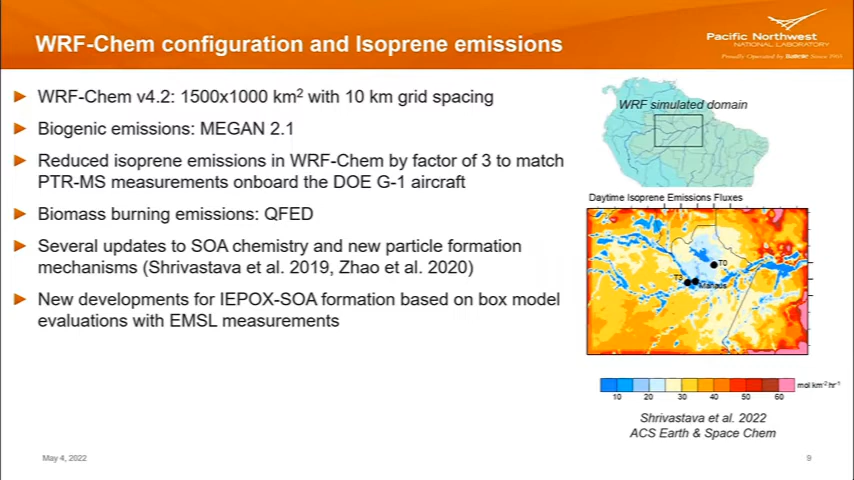 WRF-Chem configuration and Isoprene emissions
Pacific Northwest
NATIONAL LABORATORY
Proudly Operated by Battelle Since 1965
WRF-Chem v4.2: 1500x1000 km2 with 10 km grid spacing
Biogenic emissions: MEGAN 2.1
Reduced isoprene emissions in WRF-Chem by factor of 3 to match
PTR-MS measurements onboard the DOE G-1 aircraft
Biomass burning emissions: QFED
Several updates to SOA chemistry and new particle formation
mechanisms (Shrivastava et al. 2019, Zhao et al. 2020)
New developments for IEPOX-SOA formation based on box model
evaluations with EMSL measurements
WRF simulated domain
Daytime Isoprene Emissions Fluxes
T0
T3
Manaus
10 20 30 40 50 60
mol km-2 hr-1
Shrivastava et al. 2022
ACS Earth & Space Chem
May 4, 2022
9